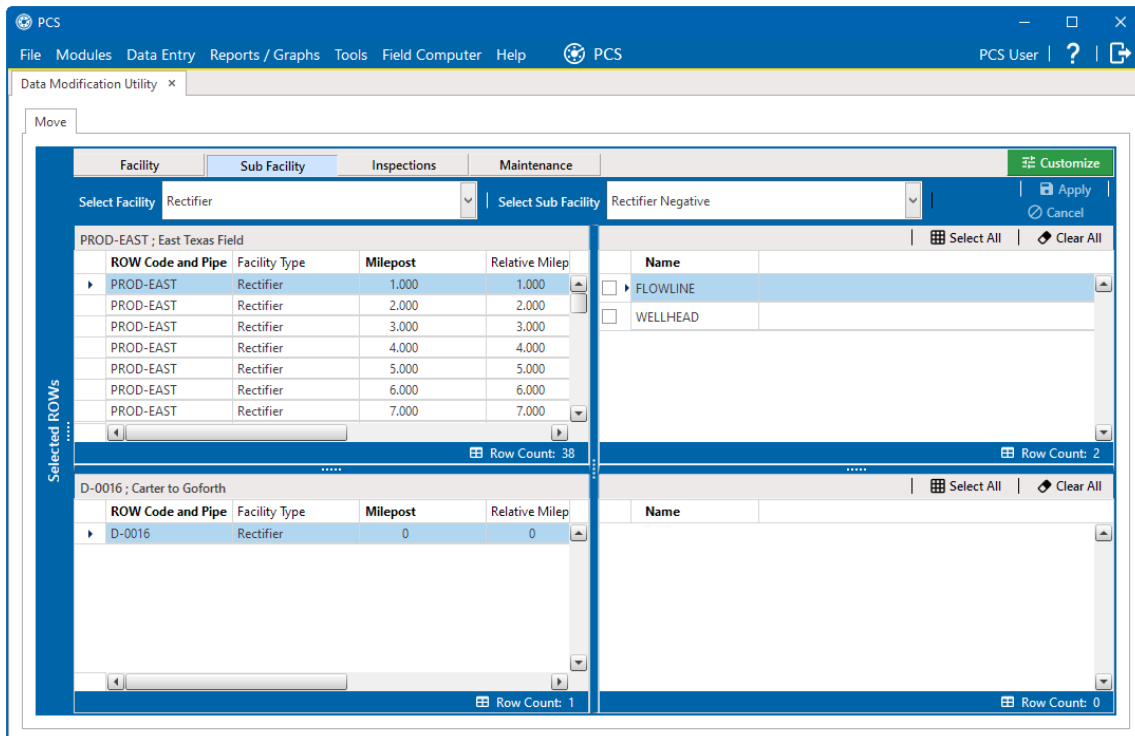 PCS
File Modules Data Entry Reports / Graphs Tools Field Computer Help PCS PCS User | ? |
Data Modification Utility ×
Move
Facility Sub Facility Inspections Maintenance Customize
Select Facility Rectifier Select Sub Facility Rectifier Negative Apply
Cancel
PROD-EAST ; East Texas Field Select All Clear All
ROW Code and Pipe Facility Type Milepost Relative Milep Name
PROD-EAST Rectifier 1.000 1.000 FLOWLINE
PROD-EAST Rectifier 2.000 2.000 WELLHEAD
PROD-EAST Rectifier 3.000 3.000
PROD-EAST Rectifier 4.000 4.000
PROD-EAST Rectifier 5.000 5.000
PROD-EAST Rectifier 6.000 6.000
PROD-EAST Rectifier 7.000 7.000
Row Count: 38 Row Count: 2
Selected ROWs
D-0016 ; Carter to Goforth Select All Clear All
ROW Code and Pipe Facility Type Milepost Relative Milep Name
D-0016 Rectifier 0 0
Row Count: 1 Row Count: 0